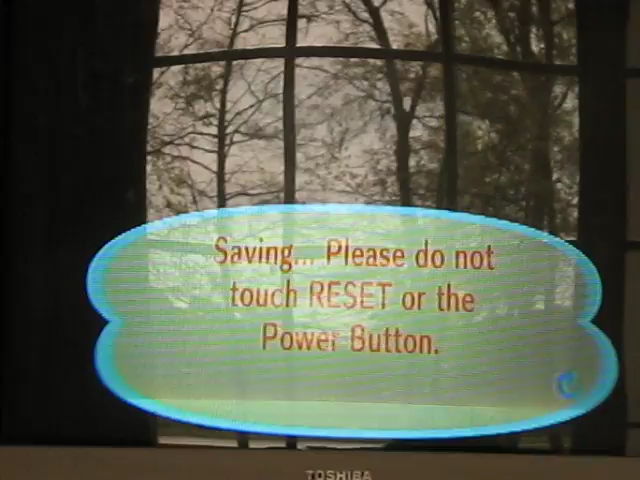 Saving... Please do not
touch RESET or the
Power Button.
TOSHIBA